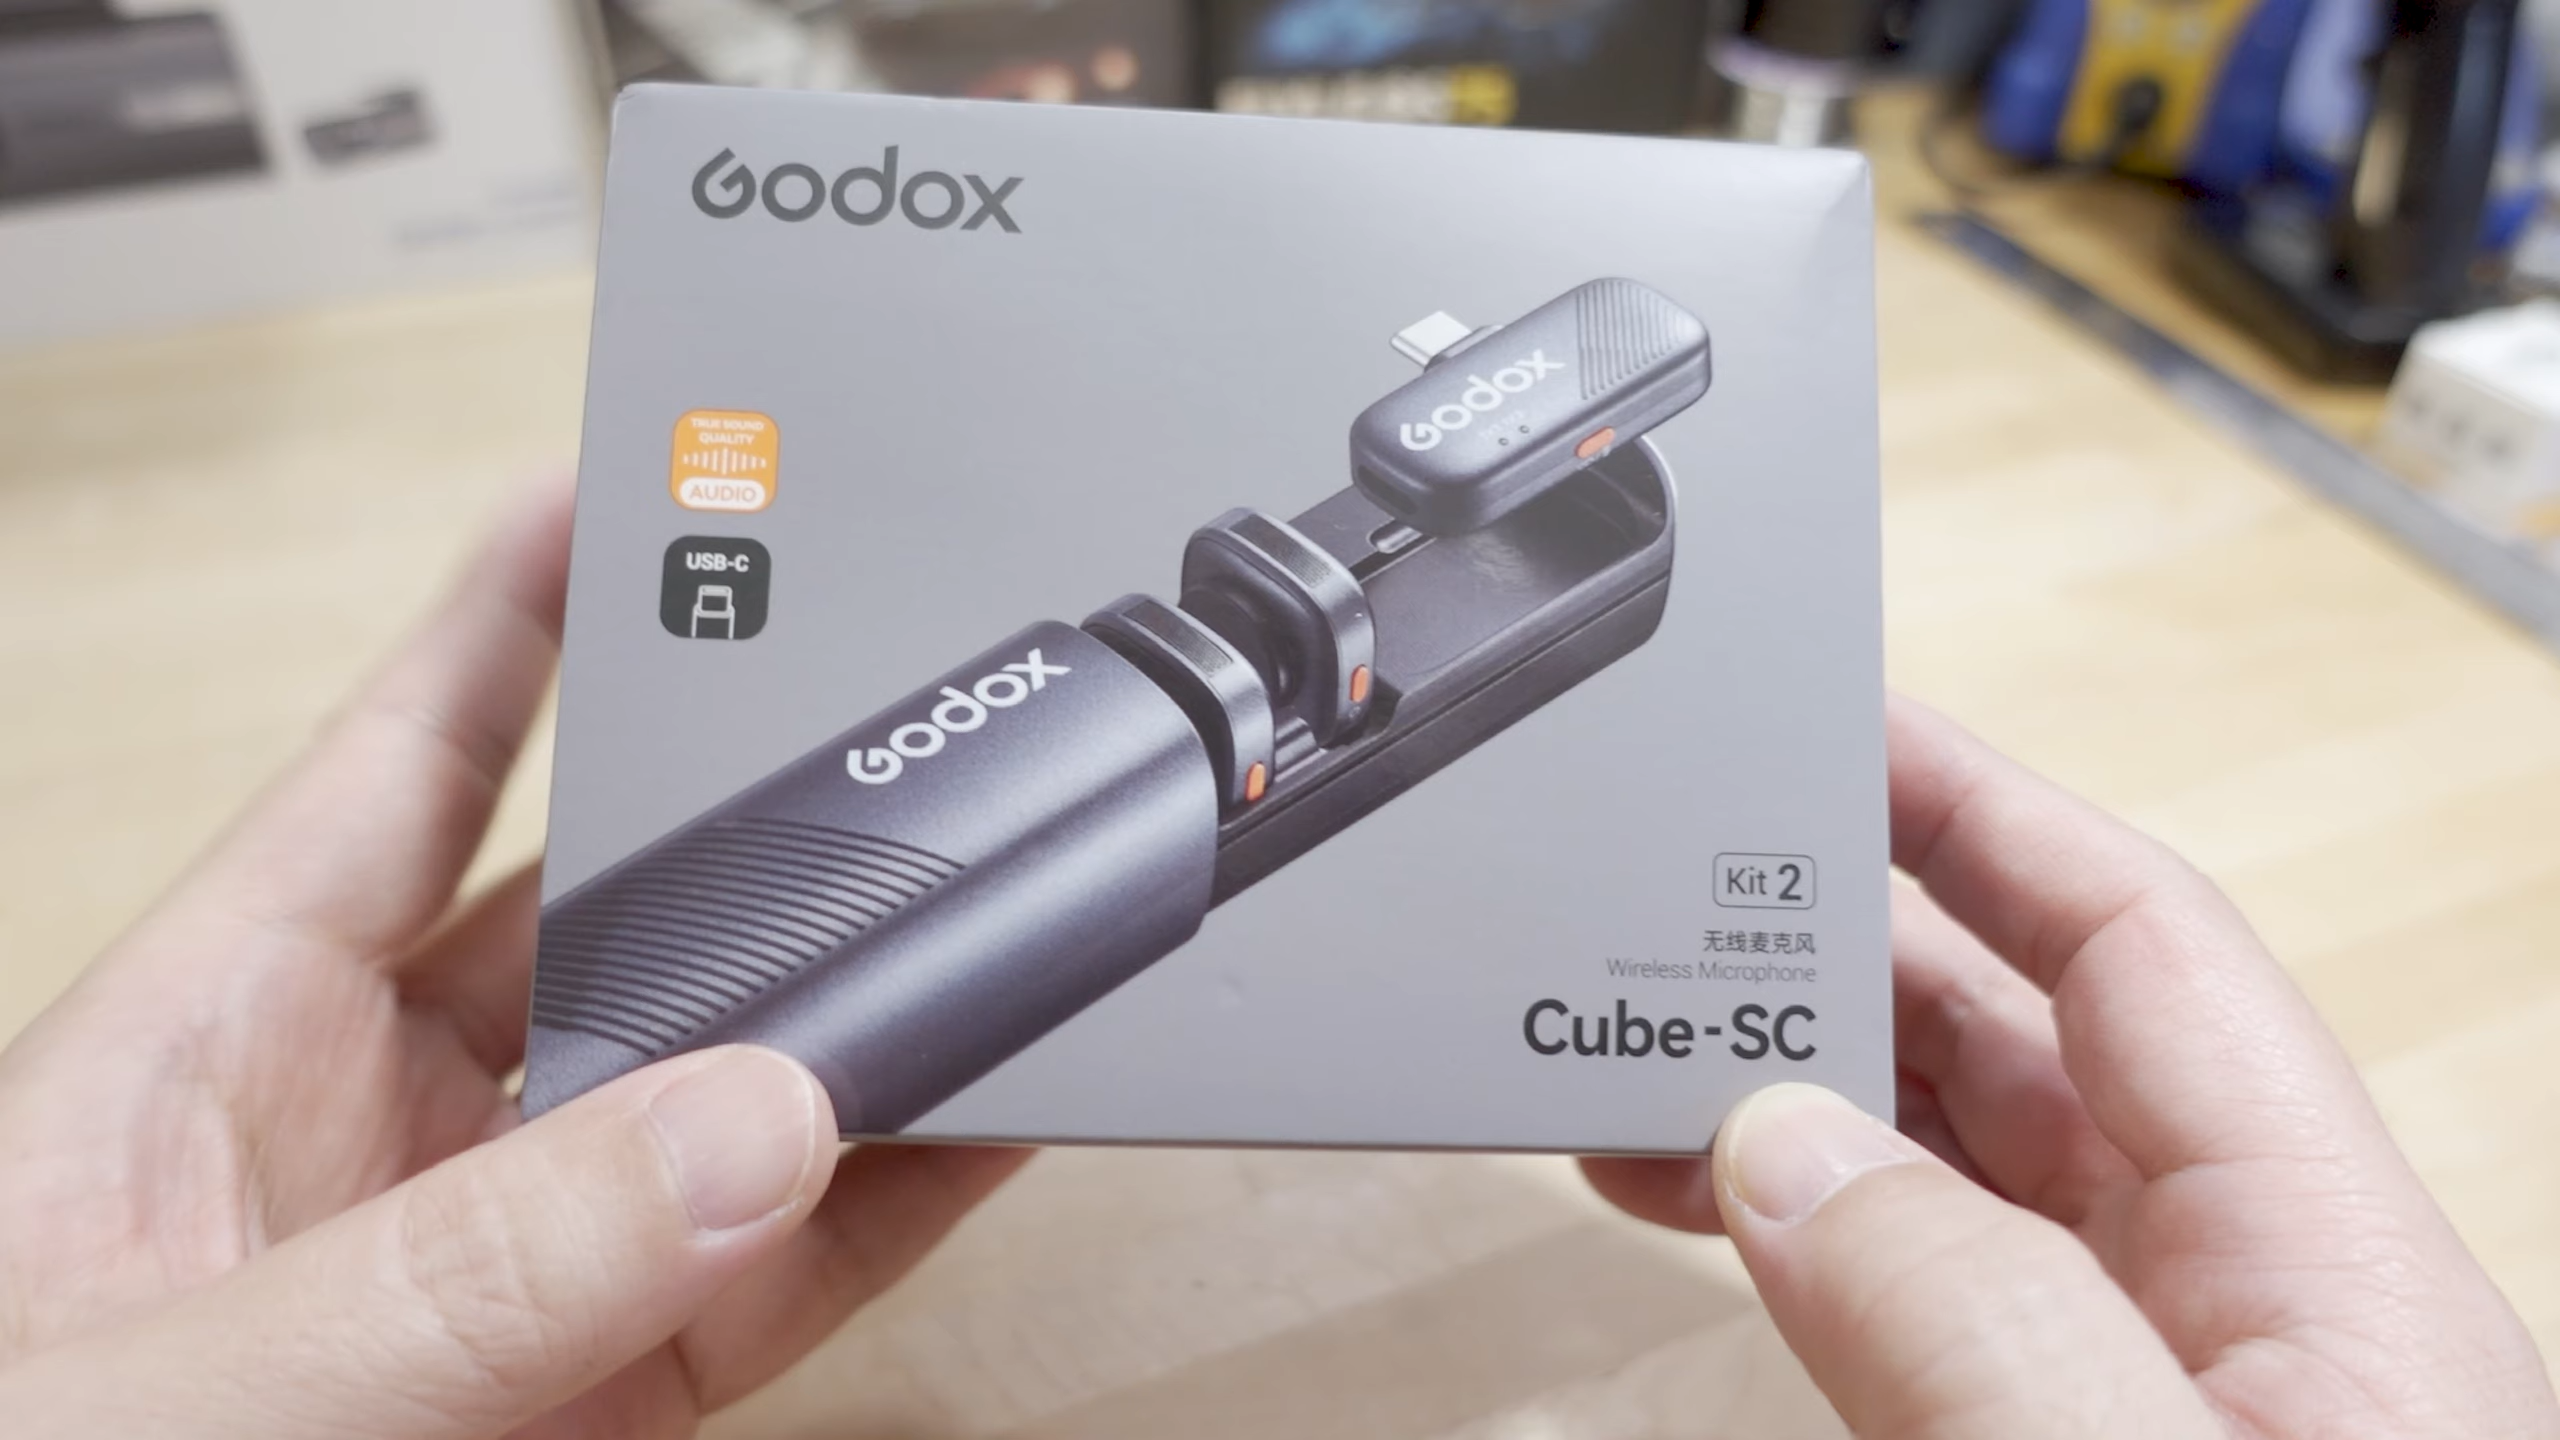 Godox
TRUE SOUND
QUALITY
AUDIO
USB-C
Godox
Godox
Kit 2
无线麦克风
Wireless Microphone
Cube-SC